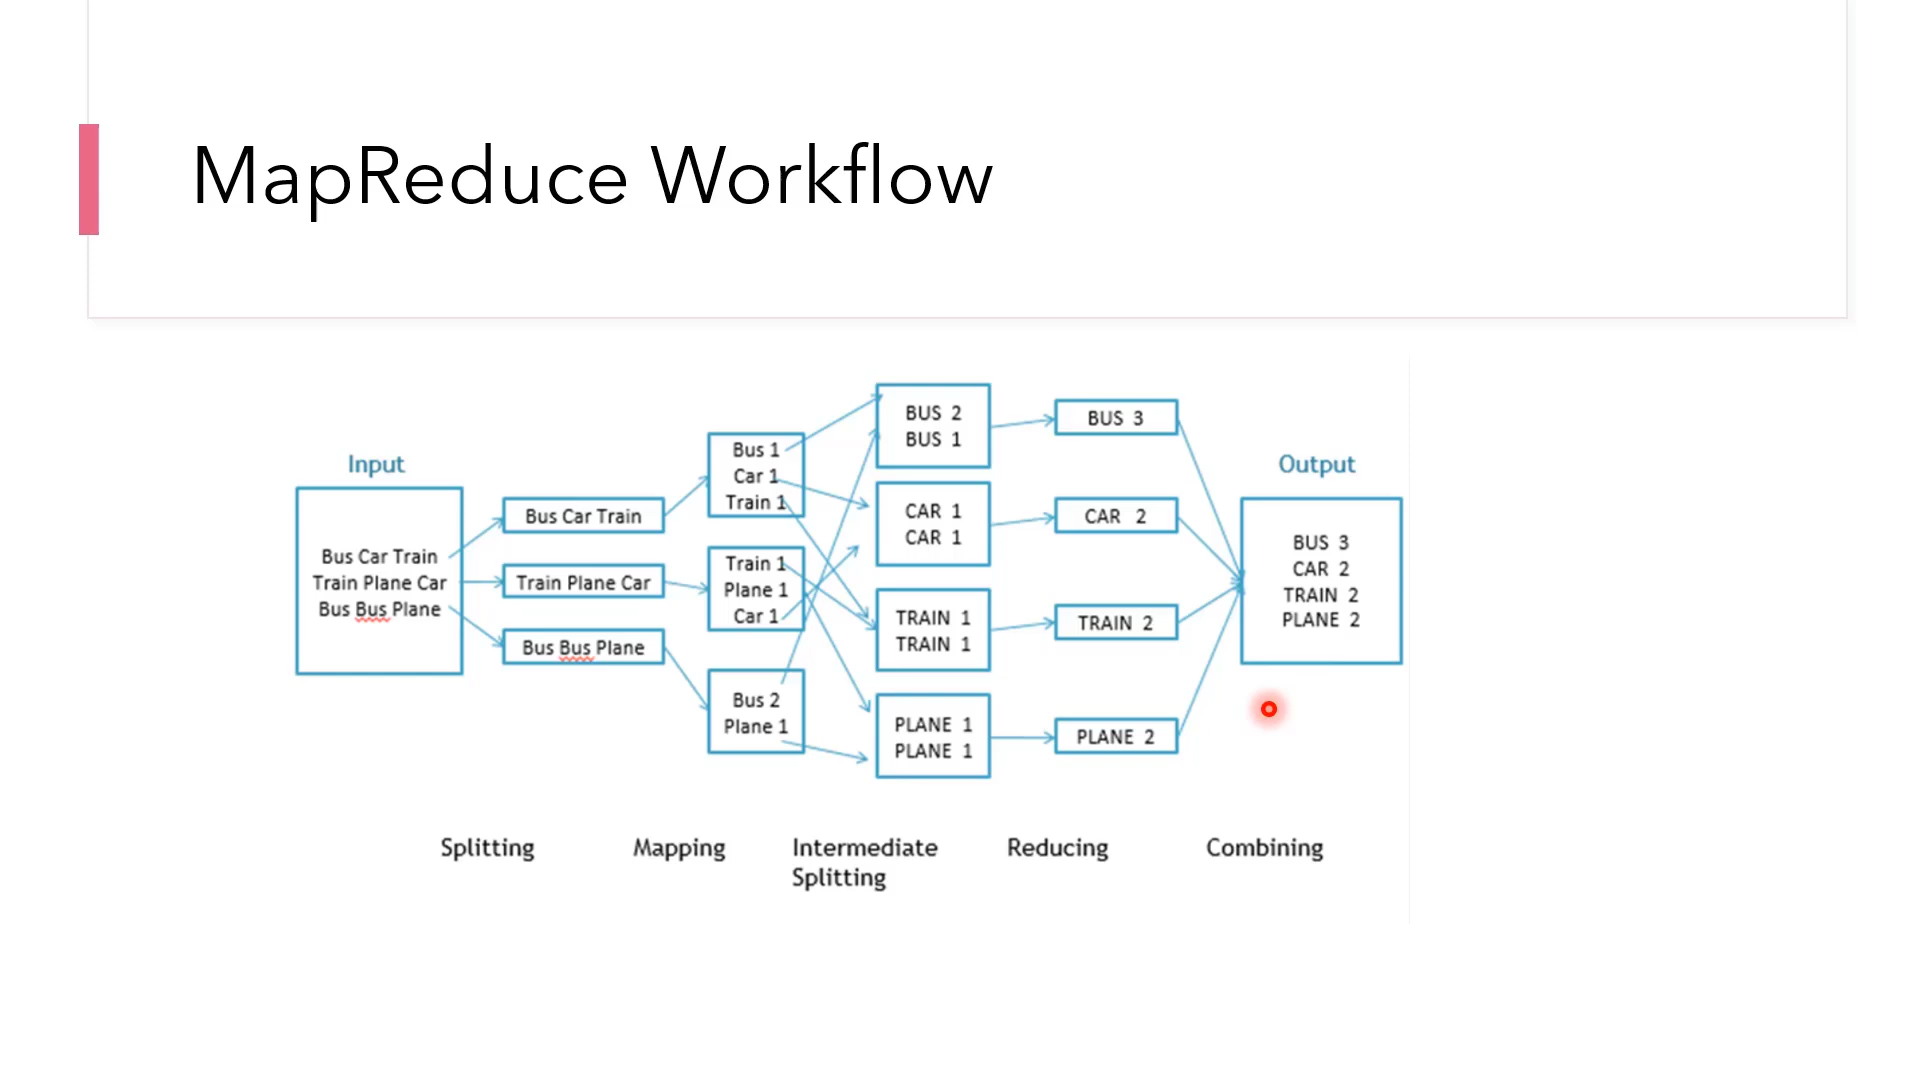 MapReduce Workflow
Input
Bus Car Train
Train Plane Car
Bus Bus Plane
Bus Car Train
Train Plane Car
Bus Bus Plane
Bus 1
Car 1
Train 1
Train 1
Plane 1
Car 1
Bus 2
Plane 1
BUS 2
BUS 1
CAR 1
CAR 1
TRAIN 1
TRAIN 1
PLANE 1
PLANE 1
BUS 3
CAR 2
TRAIN 2
PLANE 2
Output
BUS 3
CAR 2
TRAIN 2
PLANE 2
Splitting
Mapping
Intermediate
Splitting
Reducing
Combining